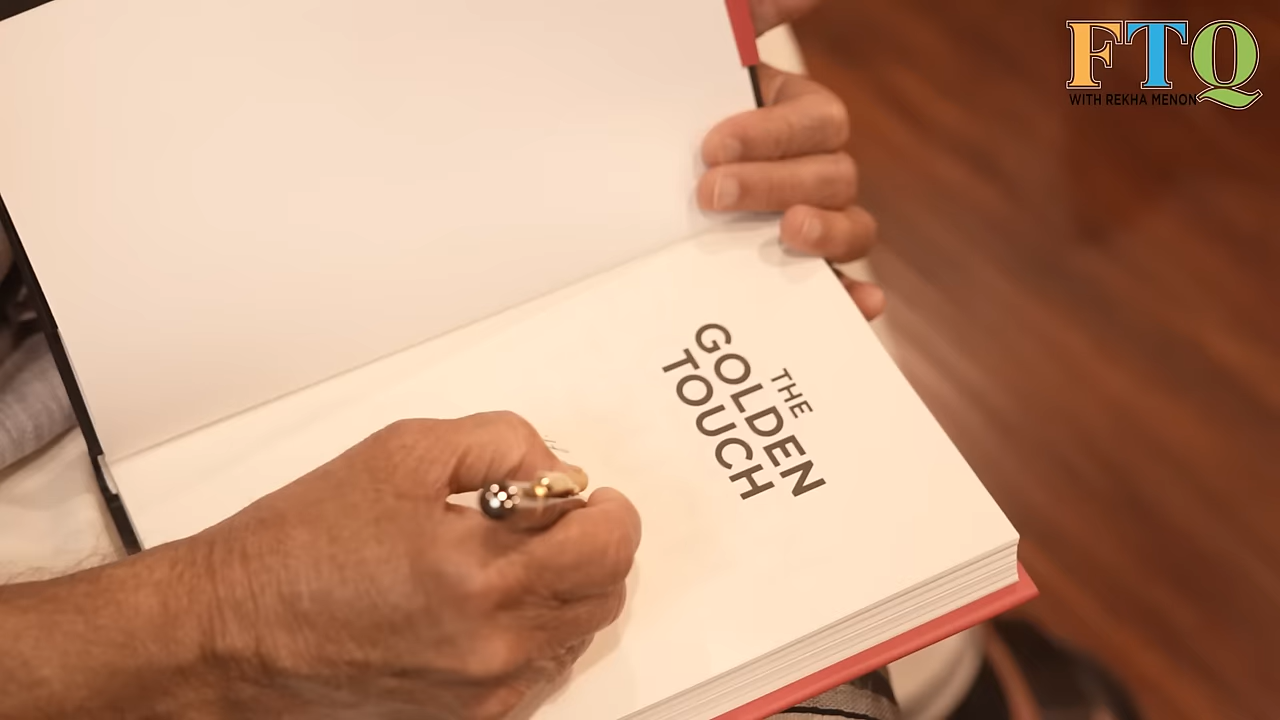 FTQ
WITH REKHA MENON
THE
GOLDEN
TOUCH